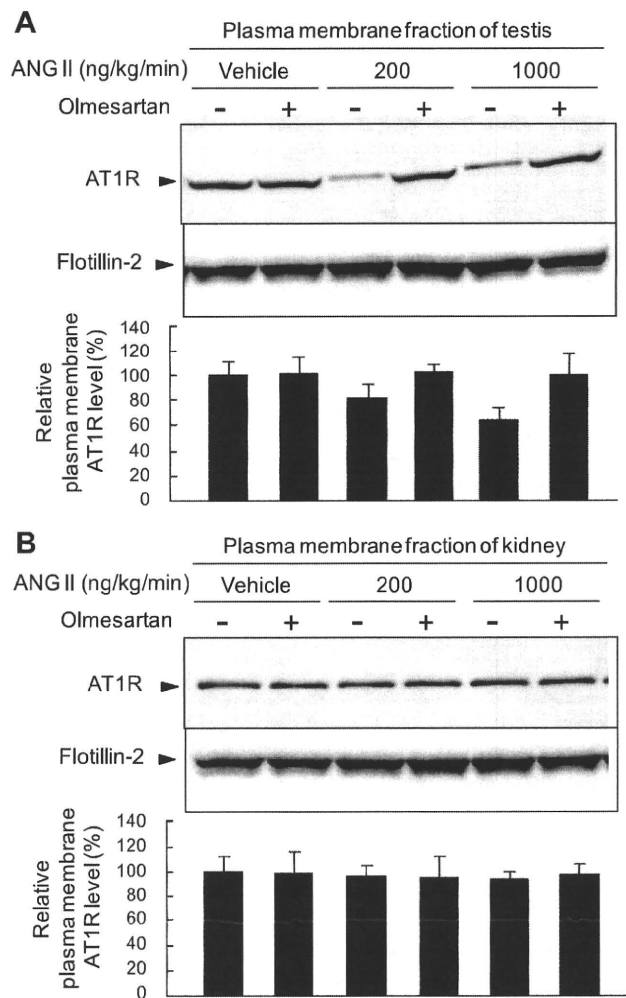 A
Plasma membrane fraction of testis
ANG II (ng/kg/min) Vehicle 200 1000
Olmesartan - + - + - +
AT1R
Flotillin-2
Relative plasma membrane AT1R level (%)
140
120
100
80
60
40
20
0
B
Plasma membrane fraction of kidney
ANG II (ng/kg/min) Vehicle 200 1000
Olmesartan - + - + - +
AT1R
Flotillin-2
Relative plasma membrane AT1R level (%)
140
120
100
80
60
40
20
0